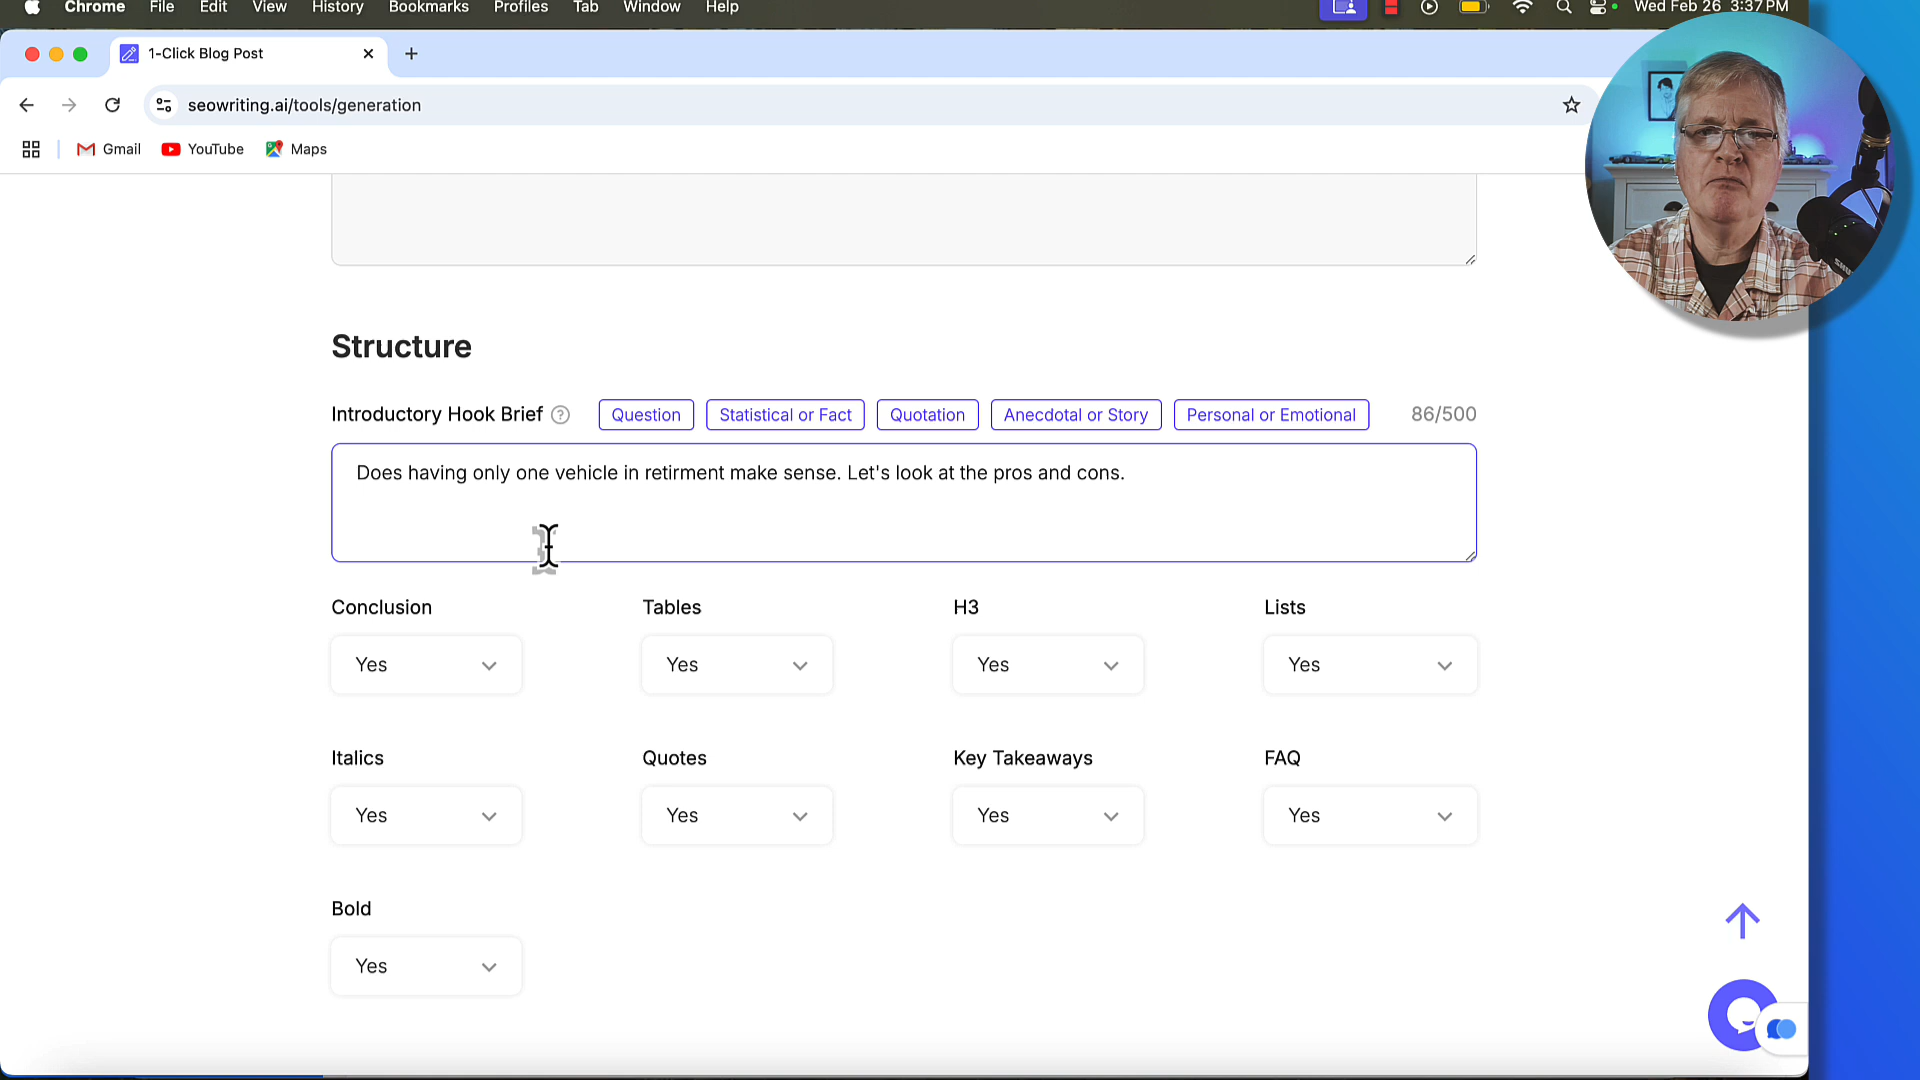 Chrome File Edit View History Bookmarks Profiles Tab Window Help Wed Feb 26 3:37 PM
1-Click Blog Post
seowriting.ai/tools/generation
Gmail YouTube Maps
Structure
Introductory Hook Brief ? Question Statistical or Fact Quotation Anecdotal or Story Personal or Emotional 86/500
Does having only one vehicle in retirment make sense. Let's look at the pros and cons.
Conclusion Tables H3 Lists
Yes Yes Yes Yes
Italics Quotes Key Takeaways FAQ
Yes Yes Yes Yes
Bold
Yes